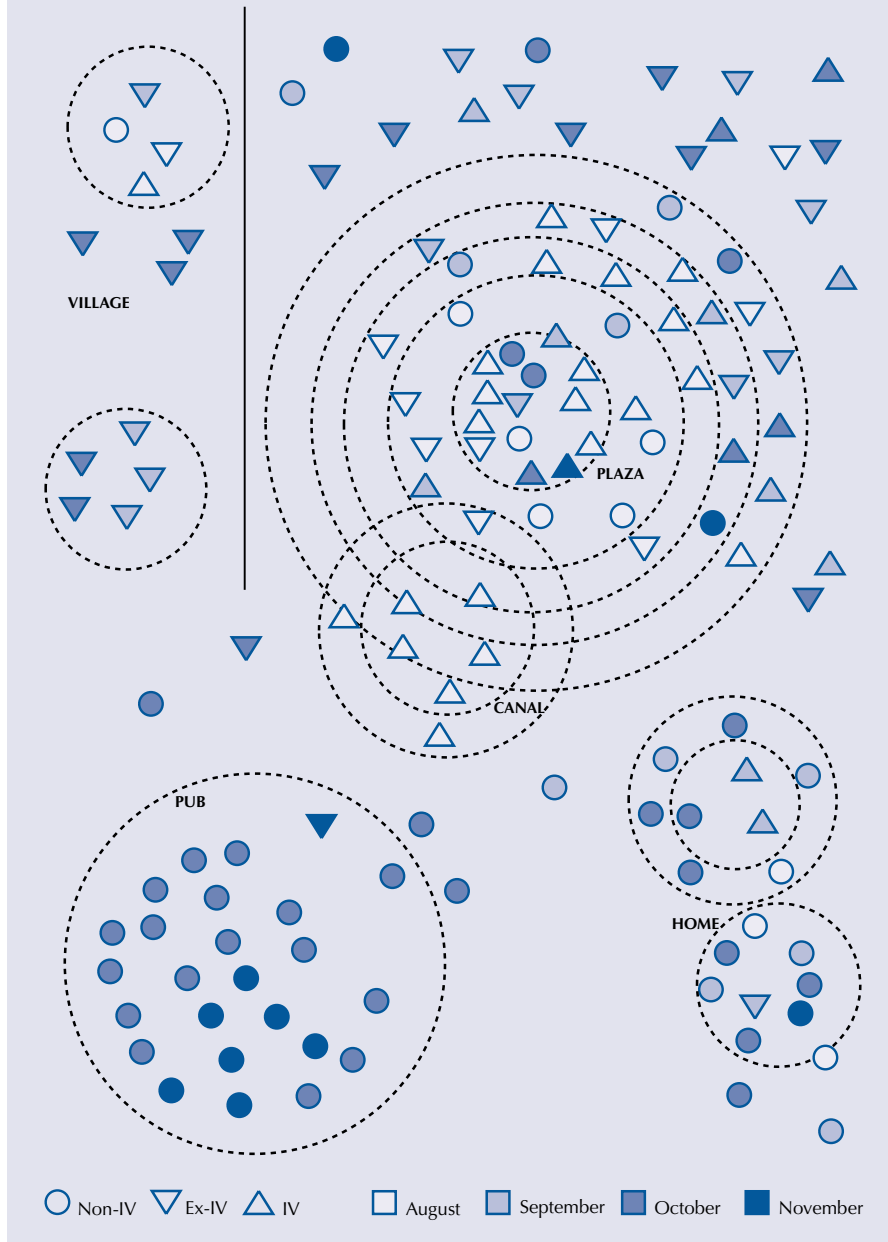 VILLAGE
PLAZA
CANAL
PUB
HOME
Non-IV Ex-IV IV August September October November